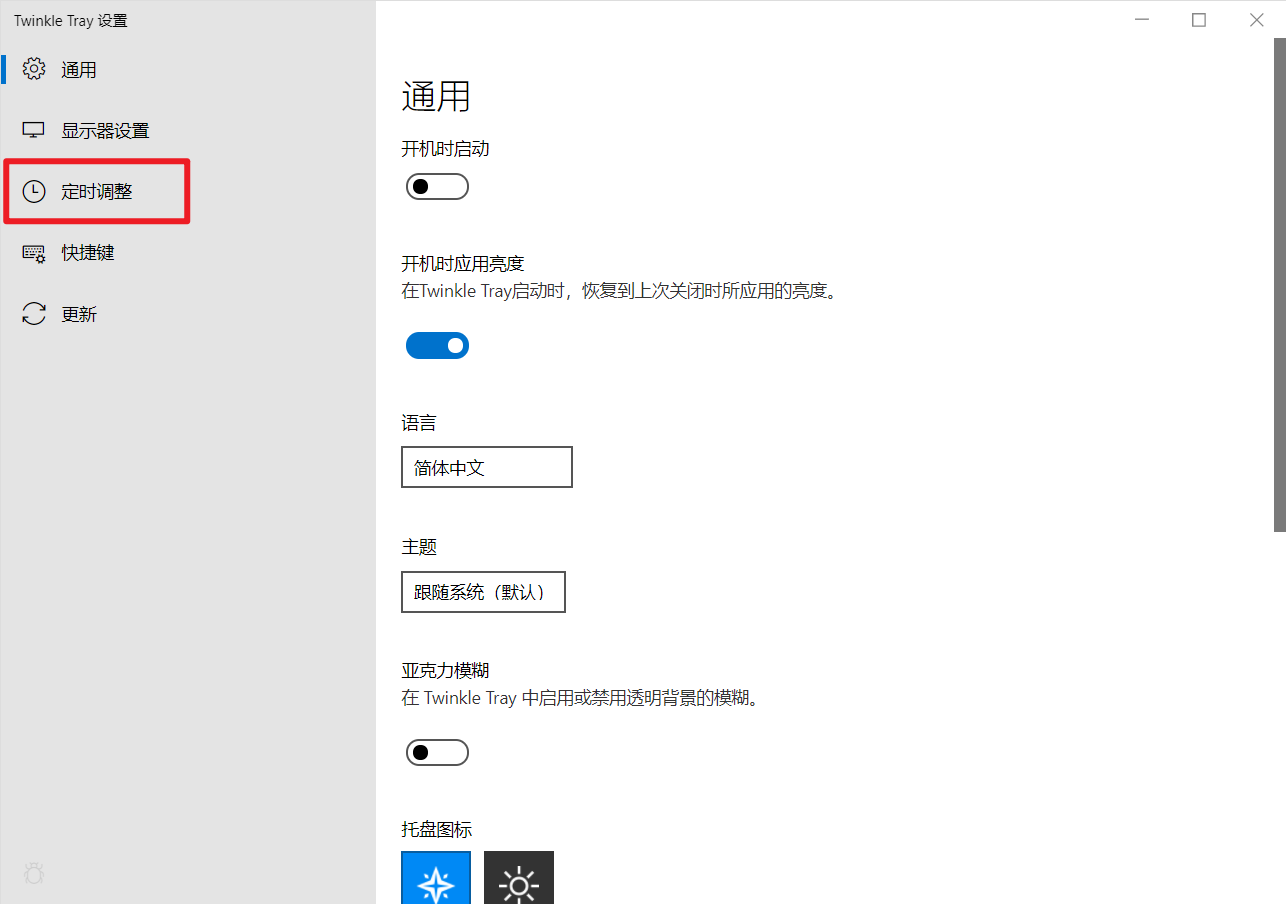 Twinkle Tray 设置
通用
显示器设置
定时调整
快捷键
更新
通用
开机时启动
开机时应用亮度
在Twinkle Tray启动时，恢复到上次关闭时所应用的亮度。
语言
简体中文
主题
跟随系统（默认）
亚克力模糊
在 Twinkle Tray 中启用或禁用透明背景的模糊。
托盘图标